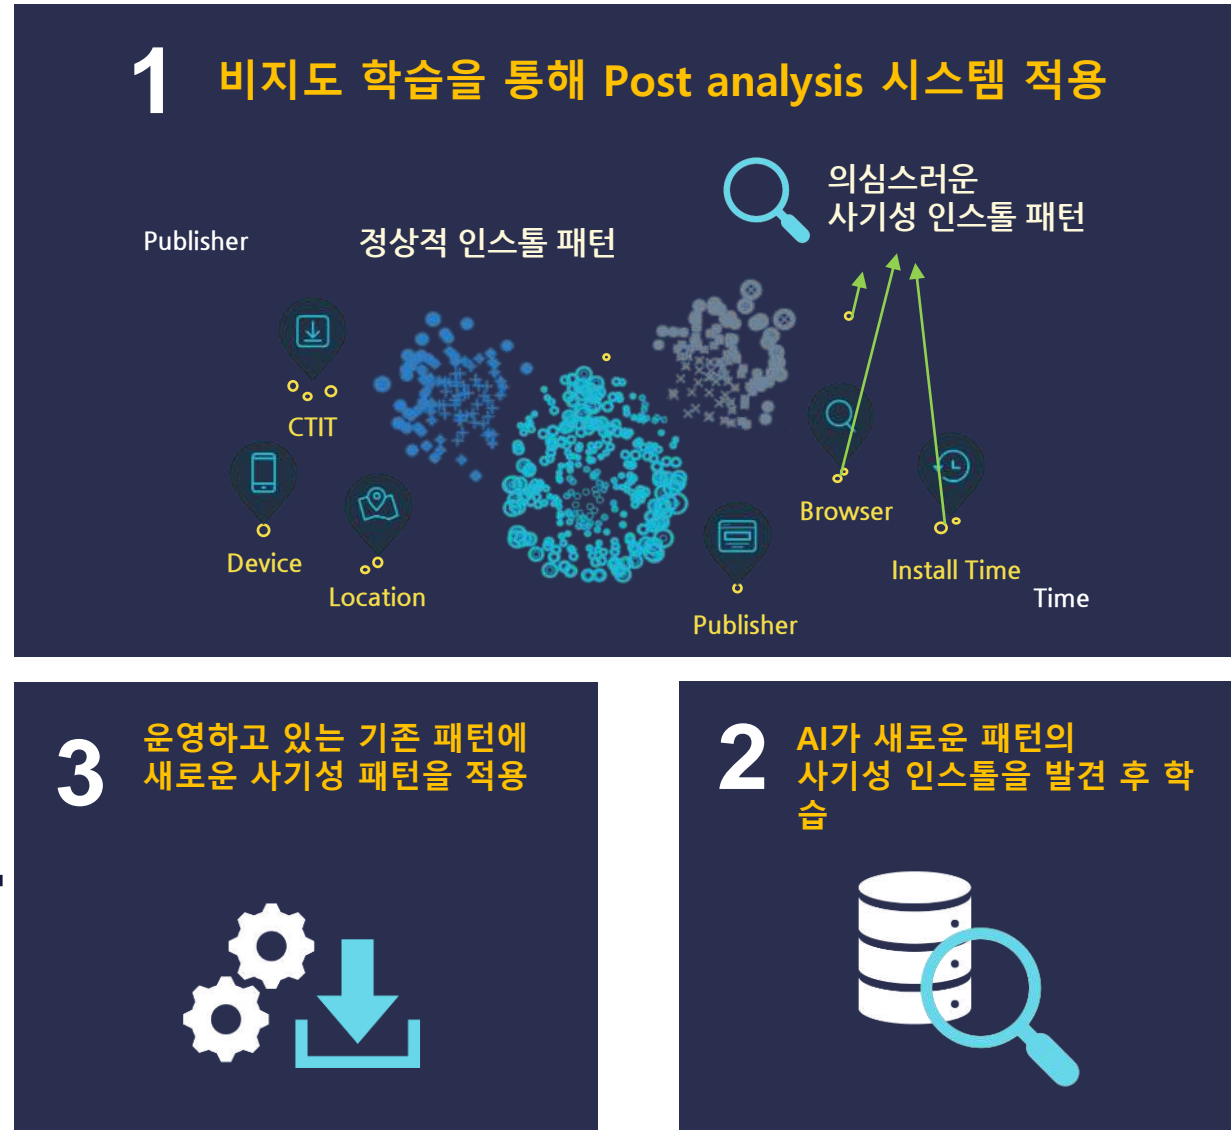 1
비지도 학습을 통해 Post analysis 시스템 적용
의심스러운
사기성 인스톨 패턴
Publisher
정상적 인스톨 패턴
CTIT
Device
Location
Browser
Install Time
Time
Publisher
3
운영하고 있는 기존 패턴에
새로운 사기성 패턴을 적용
2
AI가 새로운 패턴의
사기성 인스톨을 발견 후 학
습